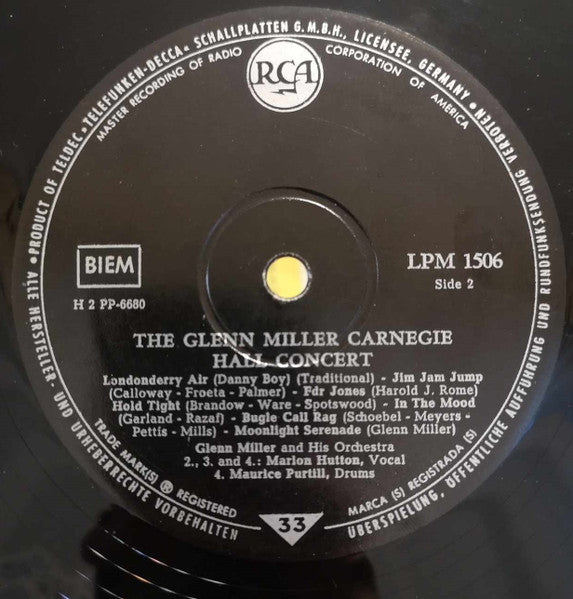 • PRODUCT OF TELDEC • »TELEFUNKEN-DECCA« SCHALLPLATTEN G.M.B.H., LICENSEE, GERMANY •
MASTER RECORDING OF RADIO CORPORATION OF AMERICA
RCA
BIEM
LPM 1506
Side 2
H 2 PP-6680
THE GLENN MILLER CARNEGIE
HALL CONCERT
Londonderry Air (Danny Boy) (Traditional) - Jim Jam Jump
(Calloway - Froeta - Palmer) - Fdr Jones (Harold J. Rome)
Hold Tight (Brandow - Ware - Spotswood) - In The Mood
(Garland - Razaf) - Bugle Call Rag (Schoebel - Meyers -
Pettis - Mills) - Moonlight Serenade (Glenn Miller)
Glenn Miller and His Orchestra
2., 3. and 4.: Marion Hutton, Vocal
4. Maurice Purtill, Drums
TRADE MARK(S) ® REGISTERED
MARCA (S) REGISTRADA (S)
33
ALLE HERSTELLER- UND URHEBERRECHTE VORBEHALTEN
ÜBERSPIELUNG, ÖFFENTLICHE AUFFÜHRUNG UND RUNDFUNKSENDUNG VERBOTEN